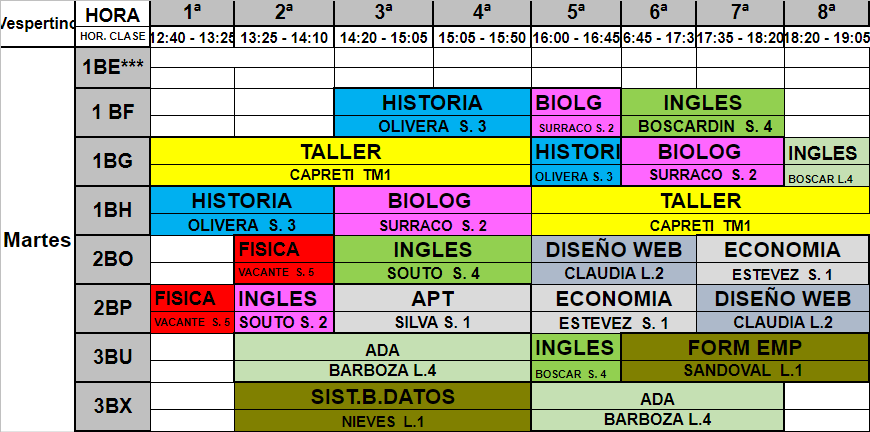 Vespertino HORA 1ª 2ª 3ª 4ª 5ª 6ª 7ª 8ª
HOR. CLASE 12:40 - 13:25 13:25 - 14:10 14:20 - 15:05 15:05 - 15:50 16:00 - 16:45 6:45 - 17:3 17:35 - 18:20 18:20 - 19:05
Martes
1BE***
1 BF HISTORIA BIOLG INGLES
OLIVERA S. 3 SURRACO S. 2 BOSCARDIN S. 4
1BG TALLER HISTORI BIOLOG INGLES
CAPRETI TM1 OLIVERA S. 3 SURRACO S. 2 BOSCAR L.4
1BH HISTORIA BIOLOG TALLER
OLIVERA S. 3 SURRACO S. 2 CAPRETI TM1
2BO FISICA INGLES DISEÑO WEB ECONOMIA
VACANTE S. 5 SOUTO S. 4 CLAUDIA L.2 ESTEVEZ S. 1
2BP FISICA INGLES APT ECONOMIA DISEÑO WEB
VACANTE S. 5 SOUTO S. 2 SILVA S. 1 ESTEVEZ S. 1 CLAUDIA L.2
3BU ADA INGLES FORM EMP
BARBOZA L.4 BOSCAR S. 4 SANDOVAL L.1
3BX SIST.B.DATOS ADA
NIEVES L.1 BARBOZA L.4